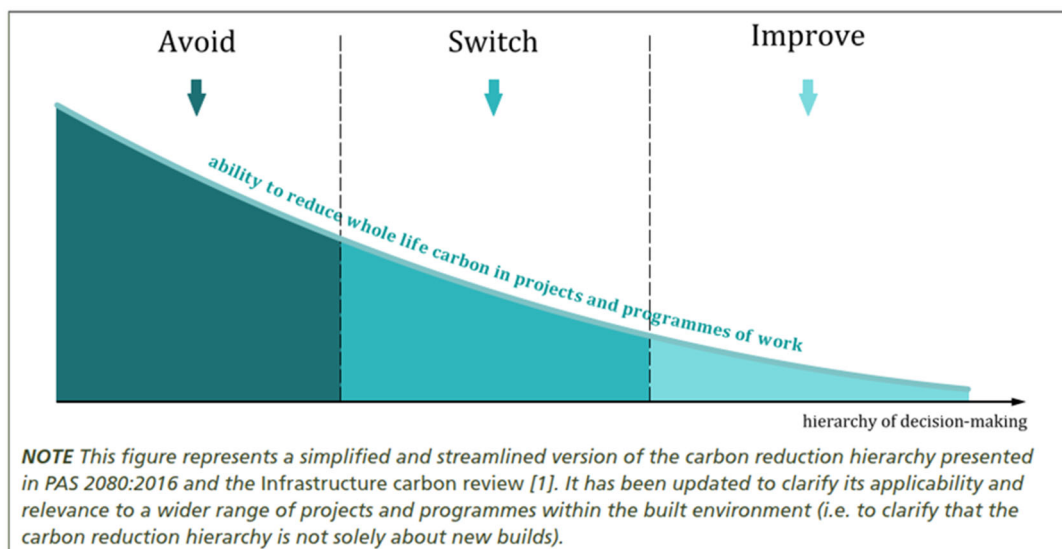 Avoid
Switch
Improve
ability to reduce whole life carbon in projects and programmes of work
hierarchy of decision-making
NOTE This figure represents a simplified and streamlined version of the carbon reduction hierarchy presented
in PAS 2080:2016 and the Infrastructure carbon review [1]. It has been updated to clarify its applicability and
relevance to a wider range of projects and programmes within the built environment (i.e. to clarify that the
carbon reduction hierarchy is not solely about new builds).